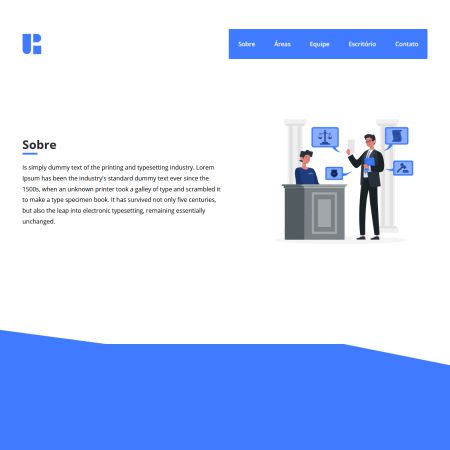 Sobre Áreas Equipe Escritório Contato
Sobre
Is simply dummy text of the printing and typesetting industry. Lorem
Ipsum has been the industry's standard dummy text ever since the
1500s, when an unknown printer took a galley of type and scrambled it
to make a type specimen book. It has survived not only five centuries,
but also the leap into electronic typesetting, remaining essentially
unchanged.